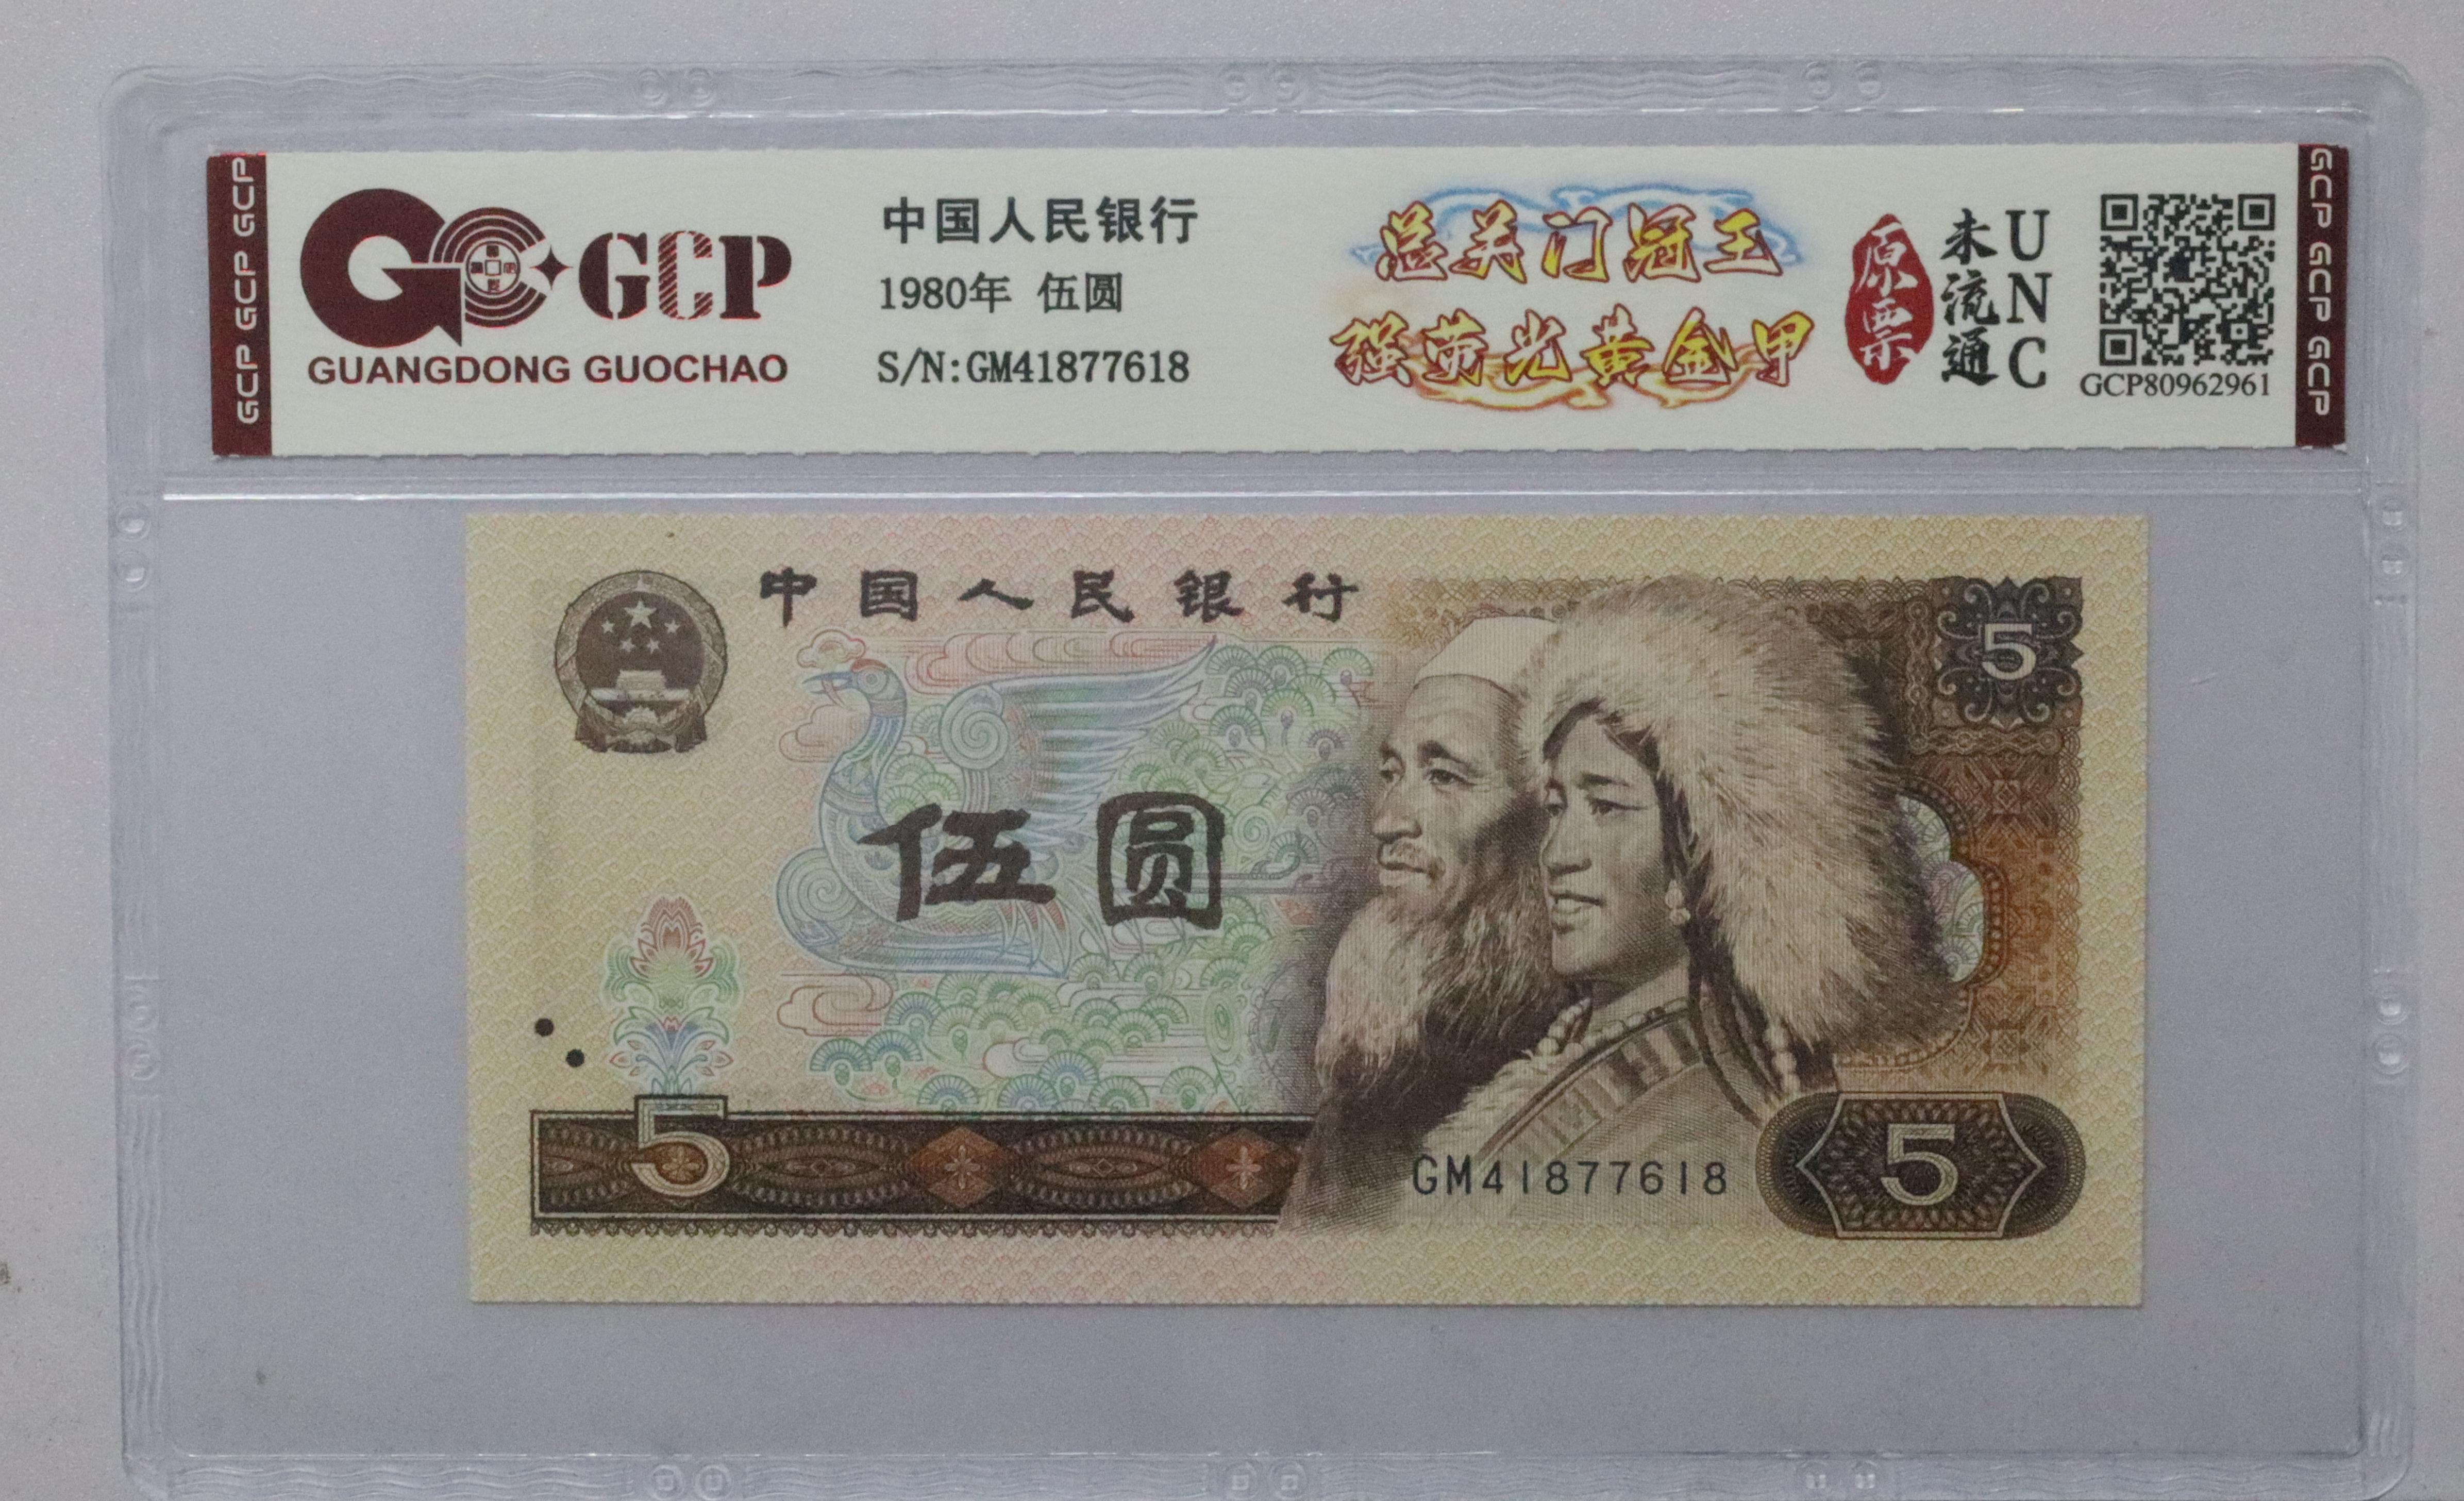 GCP GCP GCP
GCP
GUANGDONG GUOCHAO
中国人民银行
1980年 伍圆
S/N:GM41877618
总关门冠王
强荧光黄金甲
原票
未流通
UNC
GCP80962961
GCP GCP GCP
中国人民银行
5
伍圆
5
GM41877618
5